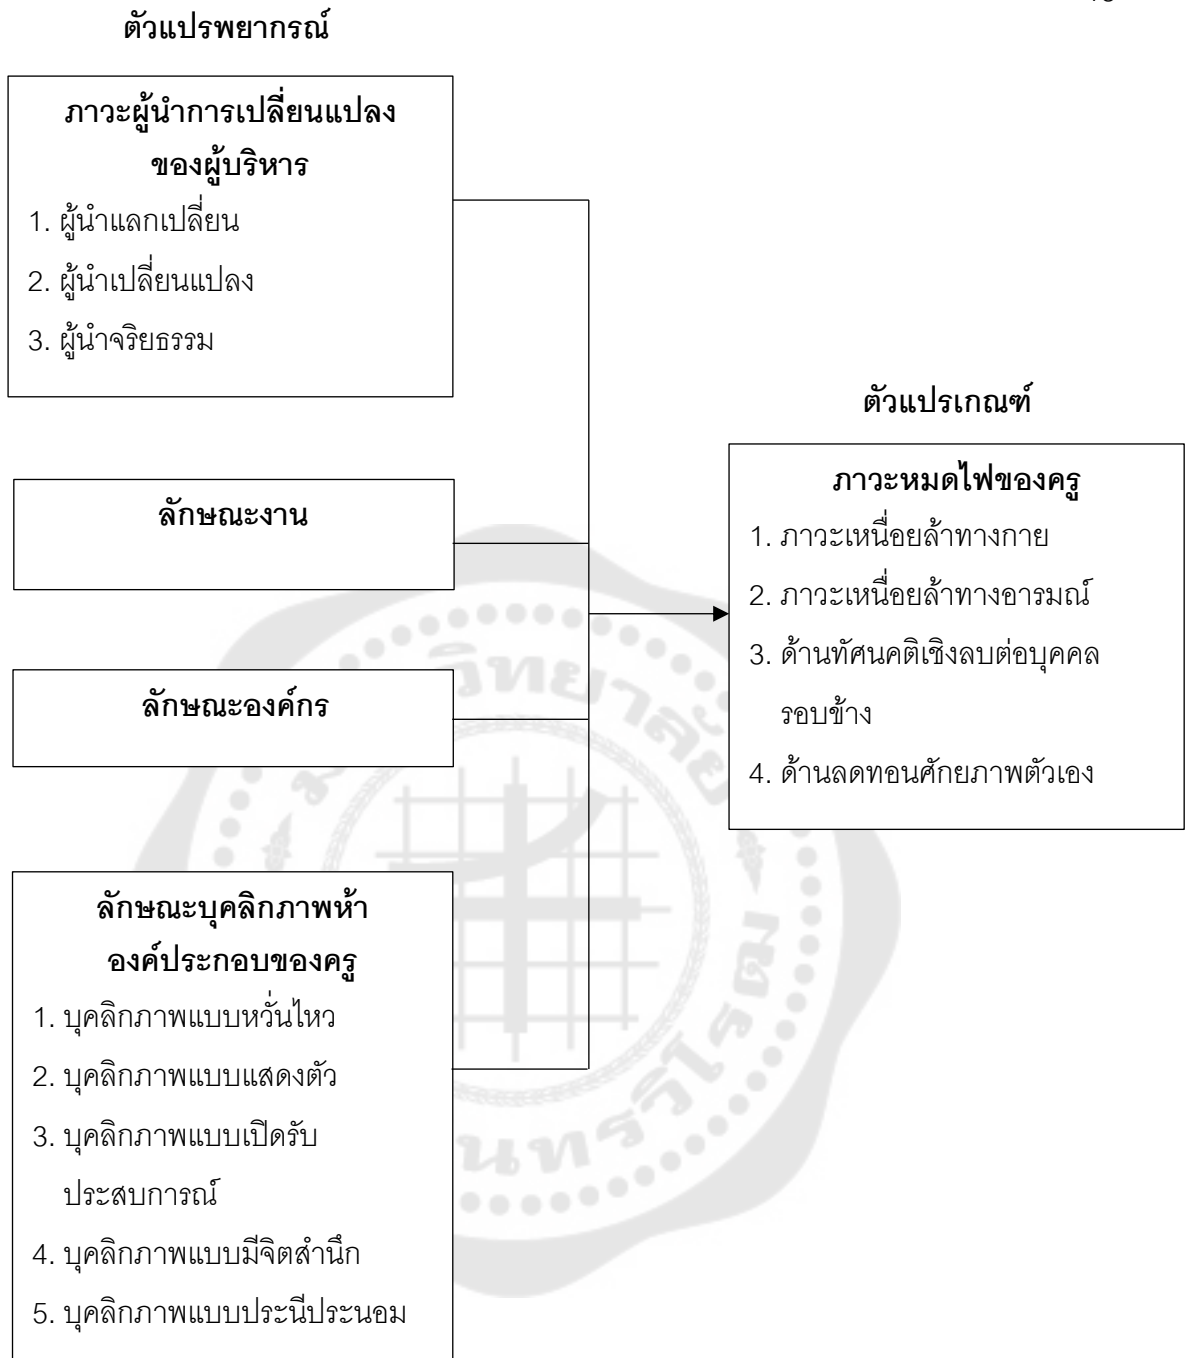 ตัวแปรพยากรณ์
ภาวะผู้นำการเปลี่ยนแปลง
ของผู้บริหาร
1. ผู้นำแลกเปลี่ยน
2. ผู้นำเปลี่ยนแปลง
3. ผู้นำจริยธรรม
ลักษณะงาน
ลักษณะองค์กร
ลักษณะบุคลิกภาพห้า
องค์ประกอบของครู
1. บุคลิกภาพแบบหวั่นไหว
2. บุคลิกภาพแบบแสดงตัว
3. บุคลิกภาพแบบเปิดรับ
ประสบการณ์
4. บุคลิกภาพแบบมีจิตสำนึก
5. บุคลิกภาพแบบประนีประนอม
ตัวแปรเกณฑ์
ภาวะหมดไฟของครู
1. ภาวะเหนื่อยล้าทางกาย
2. ภาวะเหนื่อยล้าทางอารมณ์
3. ด้านทัศนคติเชิงลบต่อบุคคล
รอบข้าง
4. ด้านลดทอนศักยภาพตัวเอง